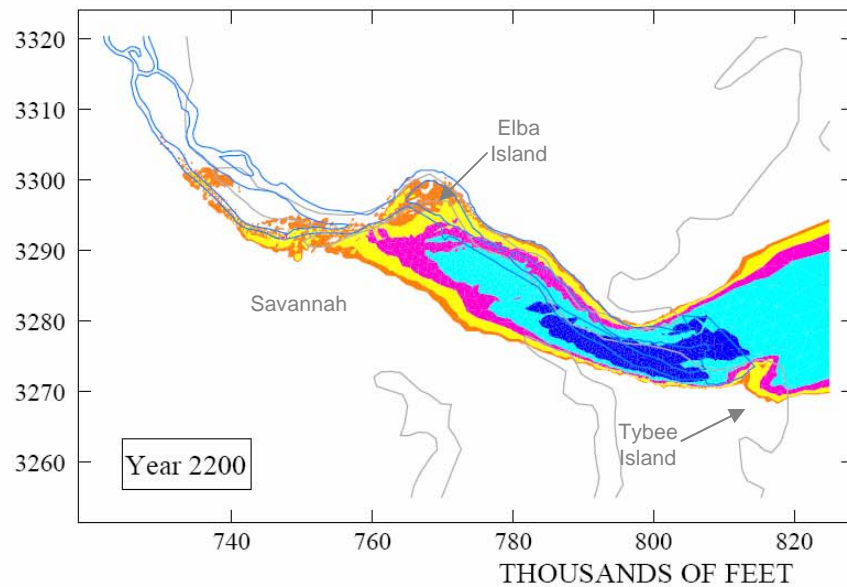 3320
3310
3300
3290
3280
3270
3260
Elba
Island
Savannah
Tybee
Island
Year 2200
740
760
780
800
820
THOUSANDS OF FEET